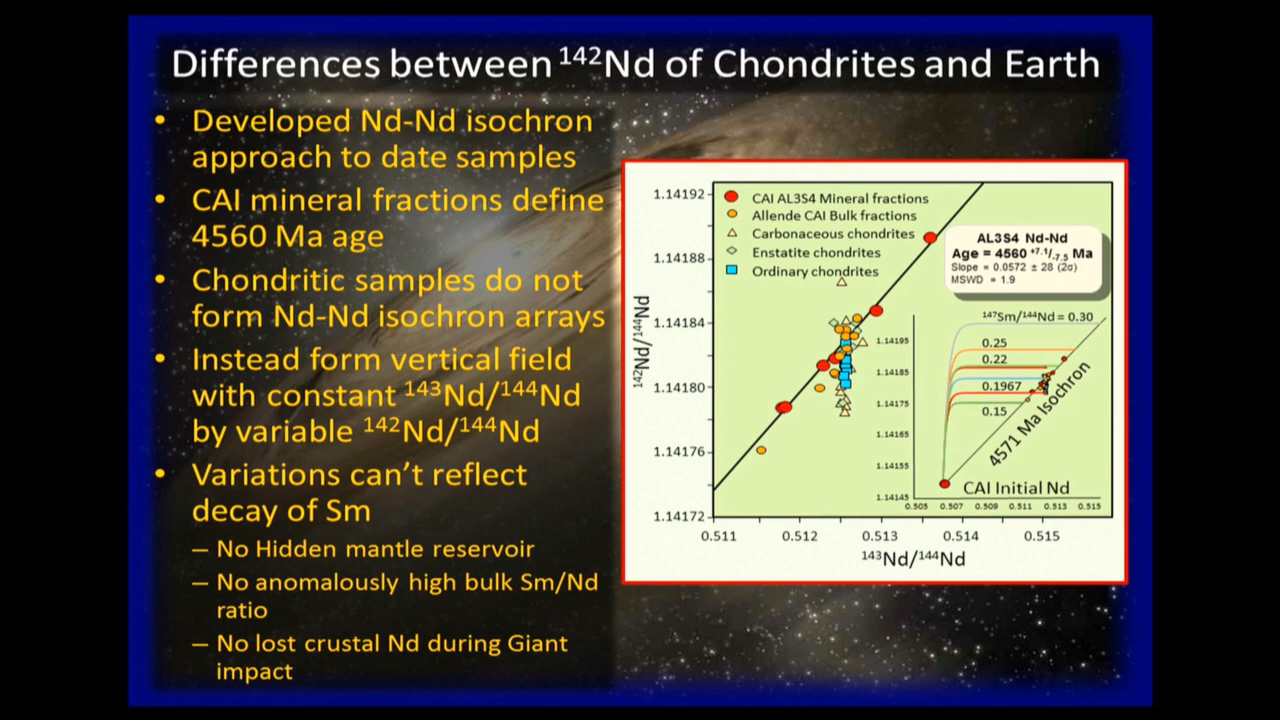 Differences between ¹⁴²Nd of Chondrites and Earth
• Developed Nd-Nd isochron
approach to date samples
• CAI mineral fractions define
4560 Ma age
• Chondritic samples do not
form Nd-Nd isochron arrays
• Instead form vertical field
with constant ¹⁴³Nd/¹⁴⁴Nd
by variable ¹⁴²Nd/¹⁴⁴Nd
• Variations can't reflect
decay of Sm
– No Hidden mantle reservoir
– No anomalously high bulk Sm/Nd
ratio
– No lost crustal Nd during Giant
impact
CAI AL3S4 Mineral fractions
Allende CAI Bulk fractions
Carbonaceous chondrites
Enstatite chondrites
Ordinary chondrites
AL3S4 Nd-Nd
Age = 4560 +7.1/-7.5 Ma
Slope = 0.0572 ± 28 (2σ)
MSWD = 1.9
1.14192
1.14188
1.14184
1.14180
1.14176
1.14172
¹⁴²Nd/¹⁴⁴Nd
0.511
0.512
0.513
0.514
0.515
¹⁴³Nd/¹⁴⁴Nd
¹⁴⁷Sm/¹⁴⁴Nd = 0.30
0.25
0.22
0.1967
0.15
4571 Ma Isochron
CAI Initial Nd
1.14195
1.14185
1.14175
1.14165
1.14155
1.14145
0.505
0.507
0.509
0.511
0.513
0.515